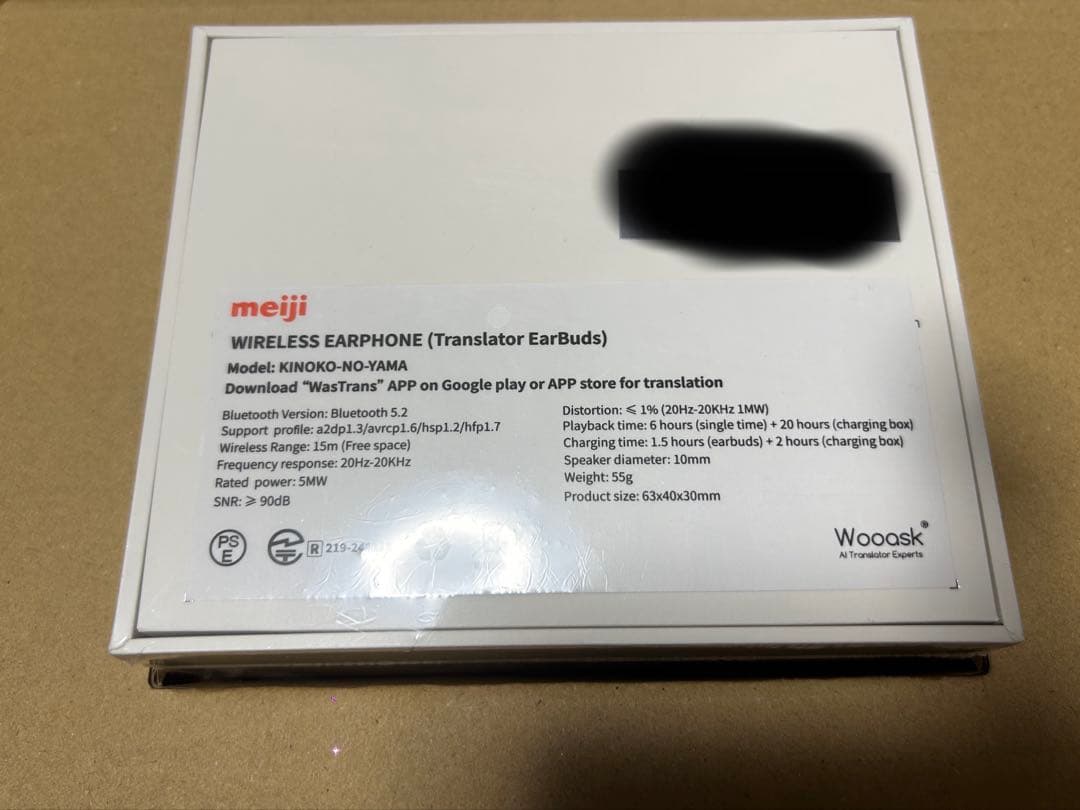 meiji
WIRELESS EARPHONE (Translator EarBuds)
Model: KINOKO-NO-YAMA
Download “WasTrans” APP on Google play or APP store for translation
Bluetooth Version: Bluetooth 5.2
Support profile: a2dp1.3/avrcp1.6/hsp1.2/hfp1.7
Wireless Range: 15m (Free space)
Frequency response: 20Hz-20KHz
Rated power: 5MW
SNR: ⩾ 90dB
Distortion: ⩽ 1% (20Hz-20KHz 1MW)
Playback time: 6 hours (single time) + 20 hours (charging box)
Charging time: 1.5 hours (earbuds) + 2 hours (charging box)
Speaker diameter: 10mm
Weight: 55g
Product size: 63x40x30mm
PS
E
R
Wooask®
AI Translator Experts